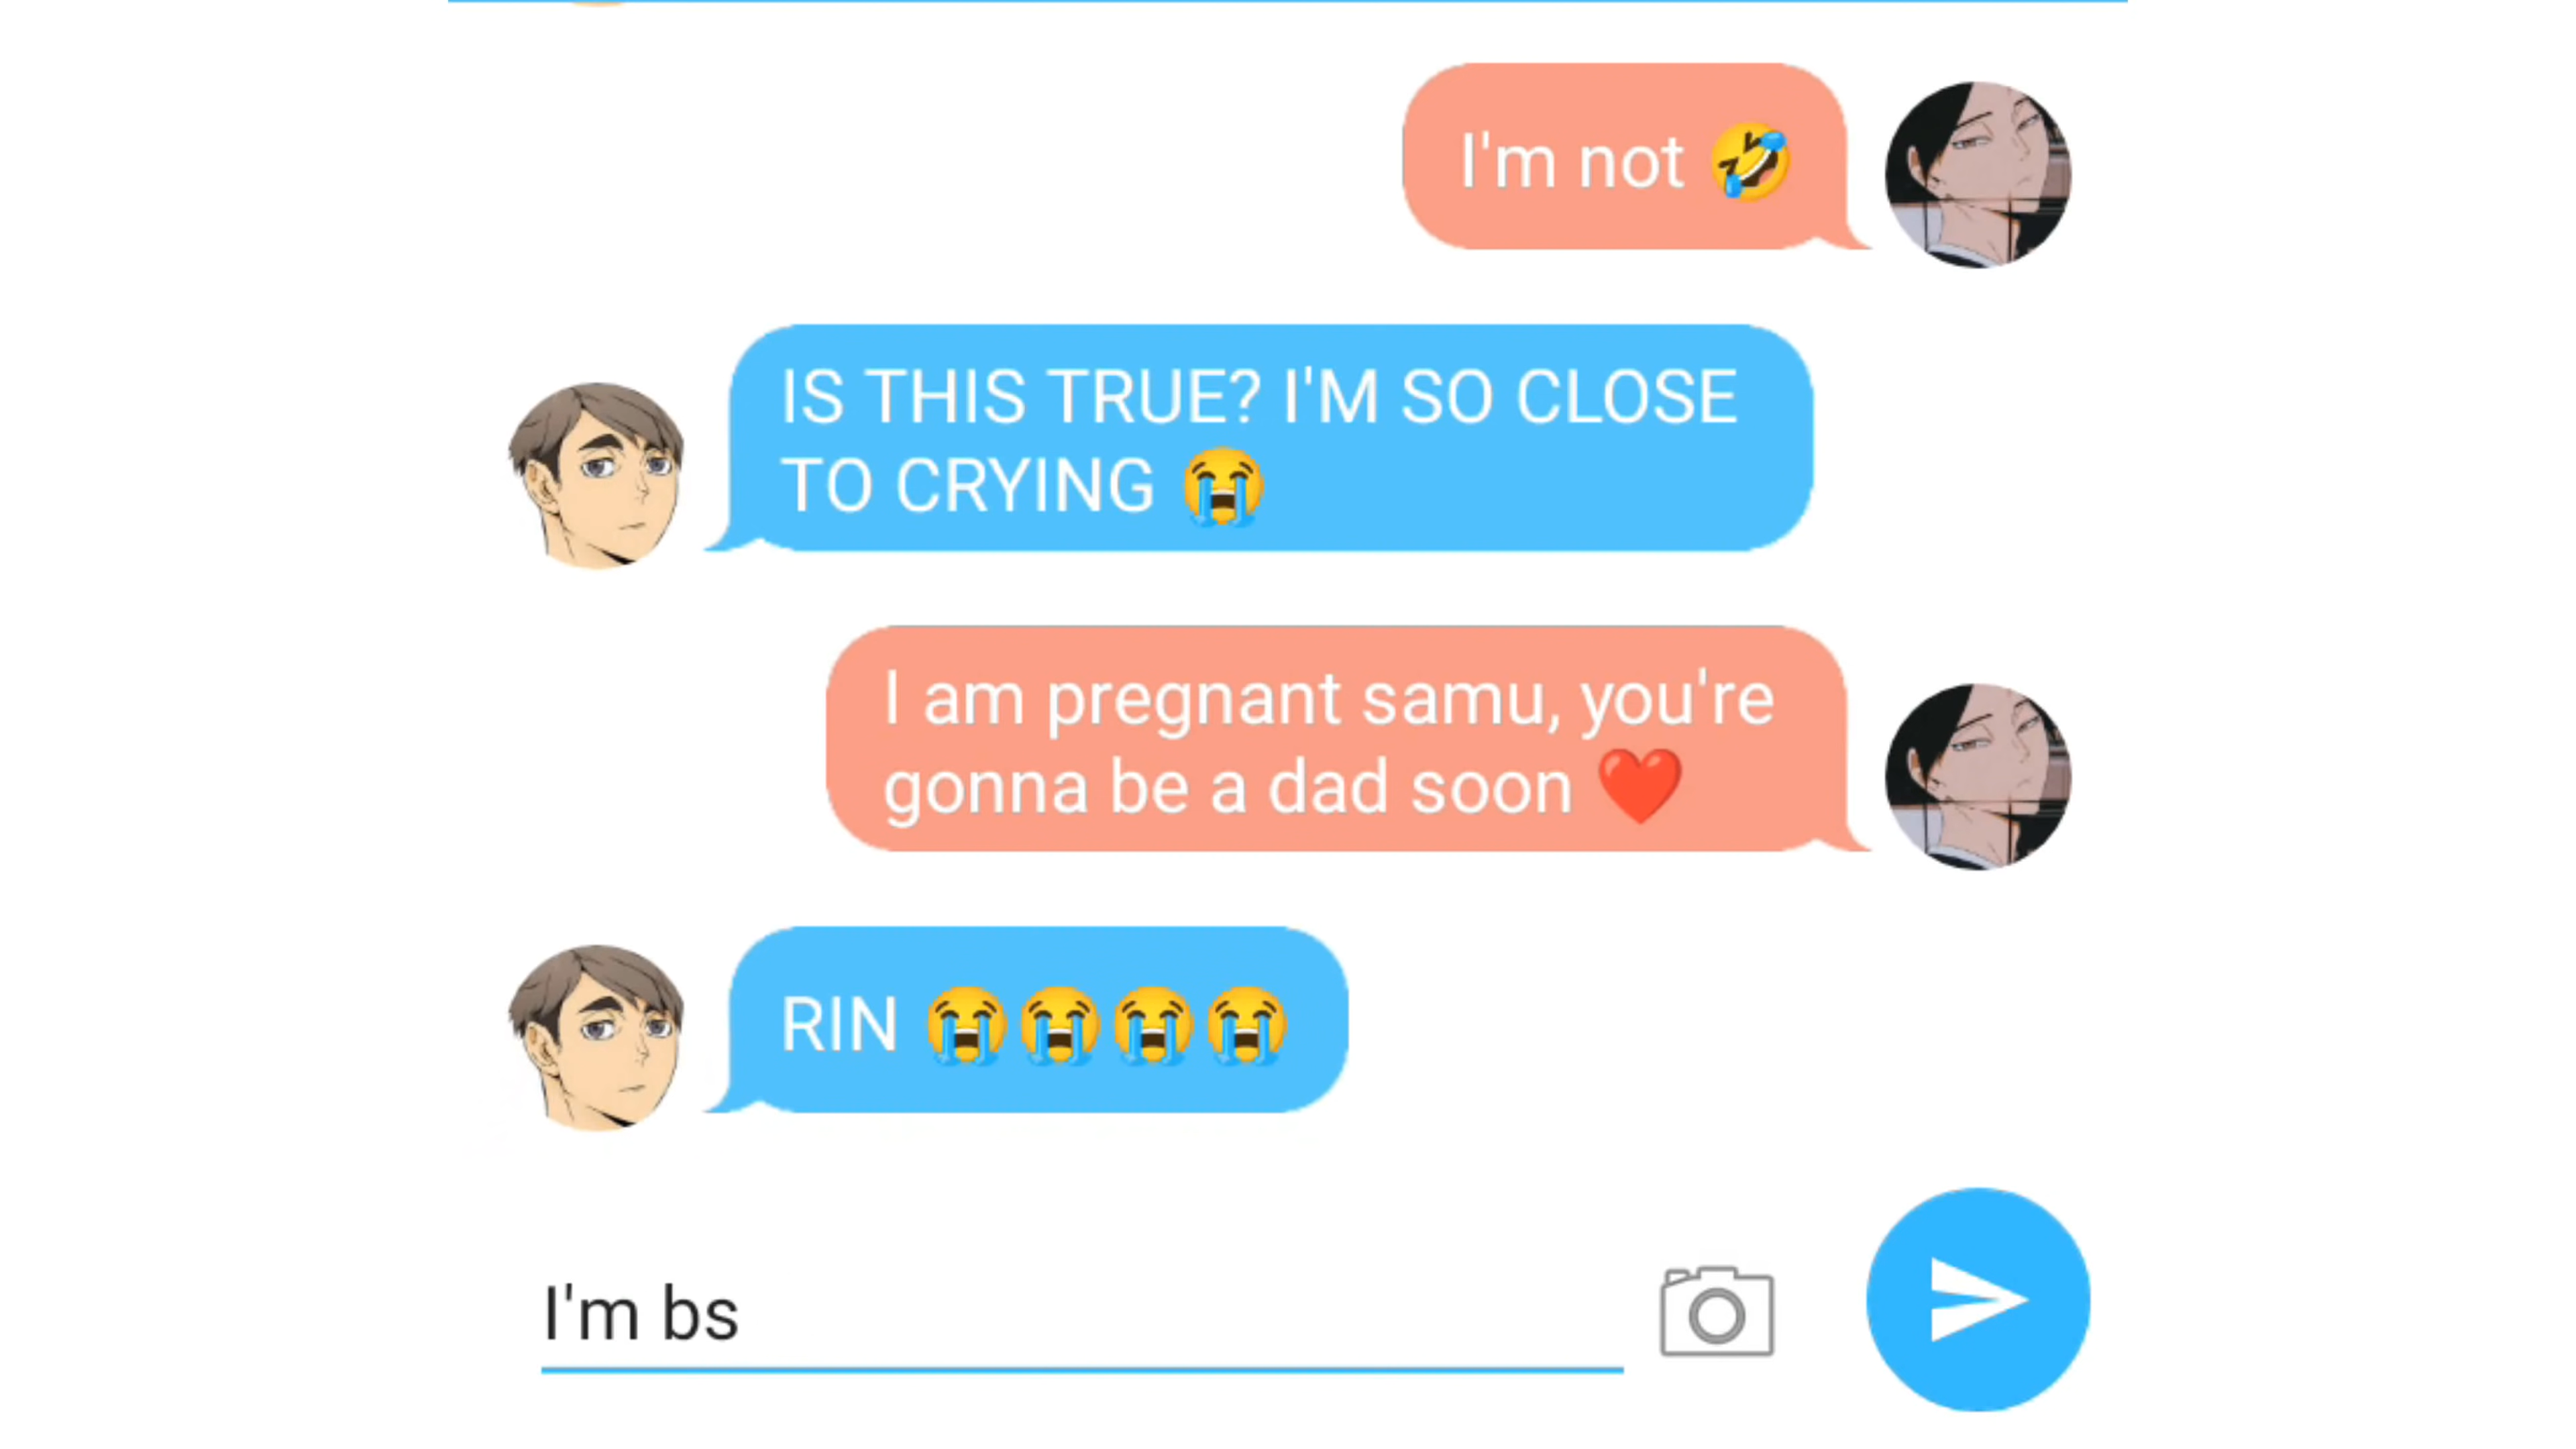 I'm not 🤣
IS THIS TRUE? I'M SO CLOSE
TO CRYING 😭
I am pregnant samu, you're
gonna be a dad soon ❤️
RIN 😭😭😭😭
I'm bs